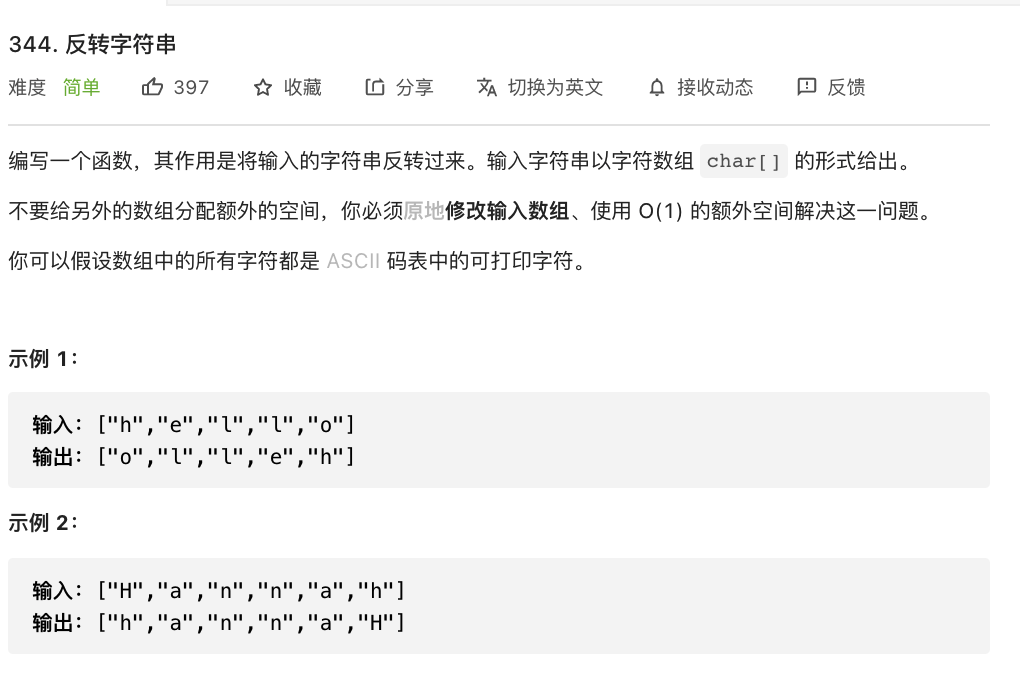 344. 反转字符串
难度 简单 397 收藏 分享 切换为英文 接收动态 反馈
编写一个函数，其作用是将输入的字符串反转过来。输入字符串以字符数组 char[] 的形式给出。
不要给另外的数组分配额外的空间，你必须原地修改输入数组、使用 O(1) 的额外空间解决这一问题。
你可以假设数组中的所有字符都是 ASCII 码表中的可打印字符。
示例 1：
输入：["h","e","l","l","o"]
输出：["o","l","l","e","h"]
示例 2：
输入：["H","a","n","n","a","h"]
输出：["h","a","n","n","a","H"]